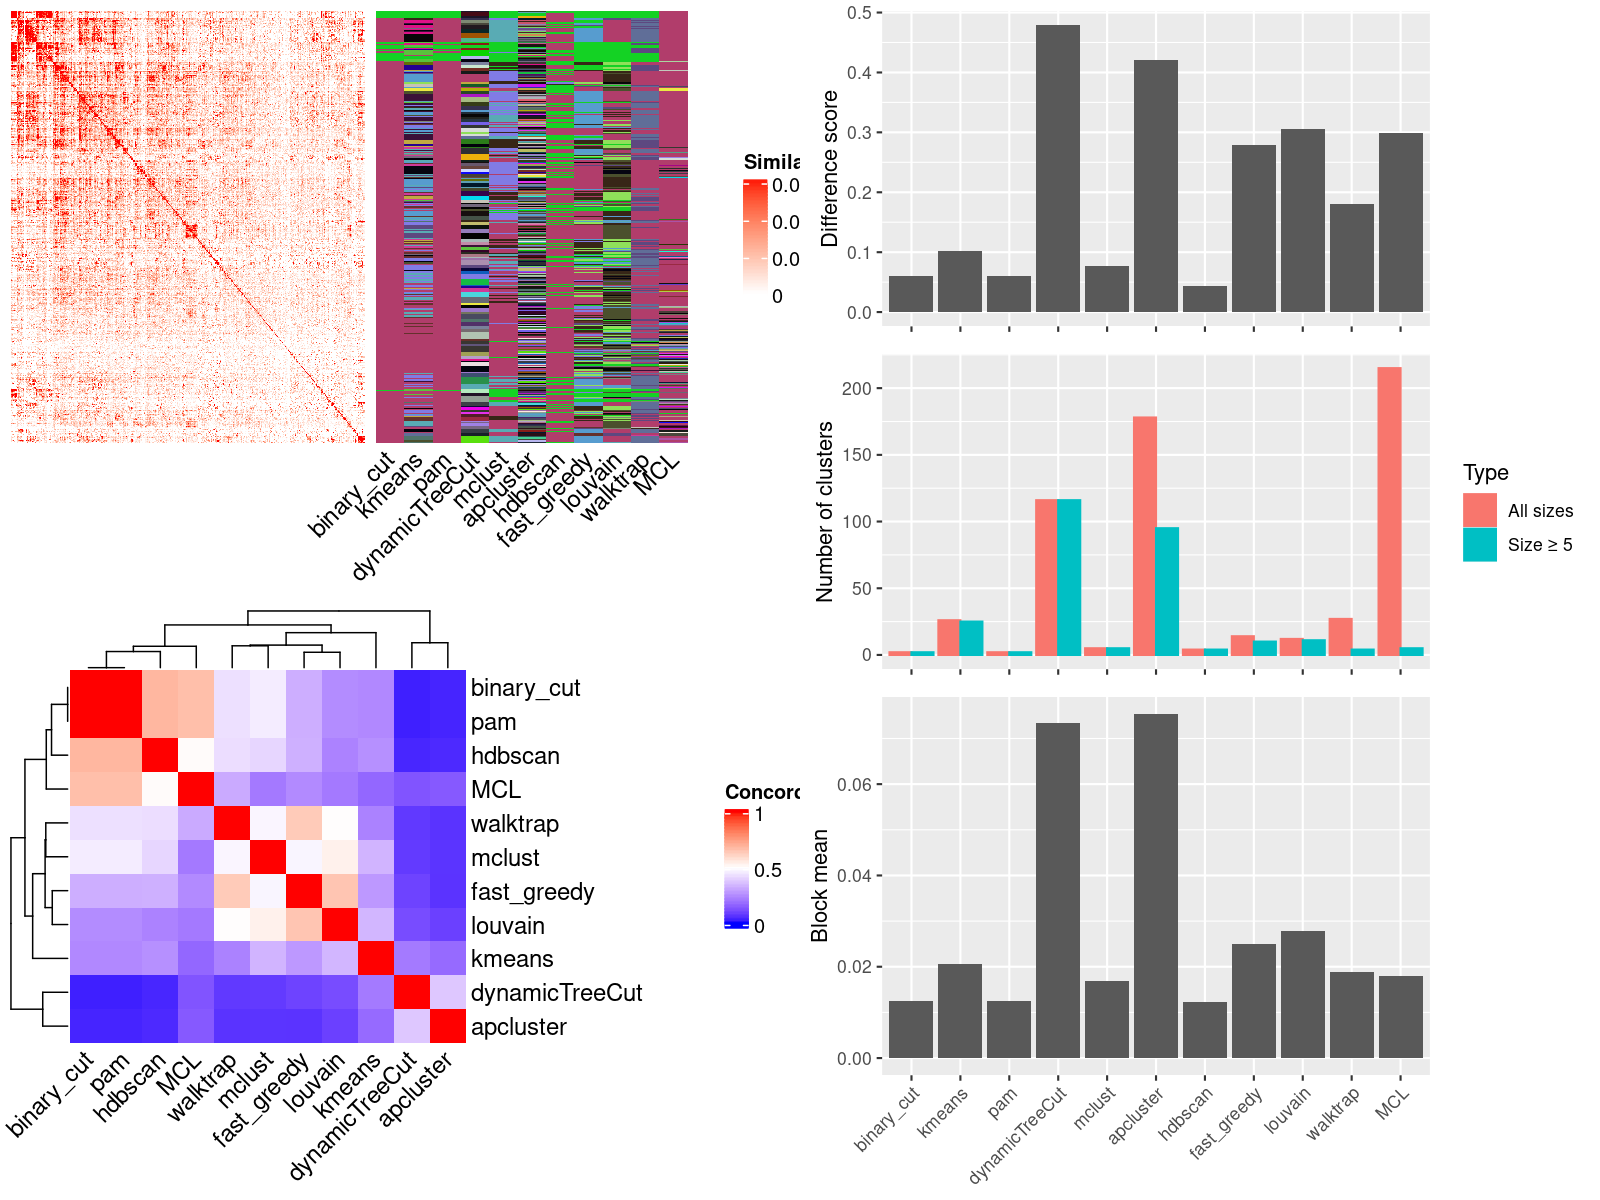 Simila
0.0
0.0
0.0
0
binary_cut
kmeans
pam
dynamicTreeCut
mclust
apcluster
hdbscan
fast_greedy
louvain
walktrap
MCL
binary_cut
pam
hdbscan
MCL
walktrap
mclust
fast_greedy
louvain
kmeans
dynamicTreeCut
apcluster
binary_cut
pam
hdbscan
MCL
walktrap
mclust
fast_greedy
louvain
kmeans
dynamicTreeCut
apcluster
Concord
1
0.5
0
Difference score
0.5
0.4
0.3
0.2
0.1
0.0
Number of clusters
200
150
100
50
0
Type
All sizes
Size ≥ 5
Block mean
0.06
0.04
0.02
0.00
binary_cut
kmeans
pam
dynamicTreeCut
mclust
apcluster
hdbscan
fast_greedy
louvain
walktrap
MCL